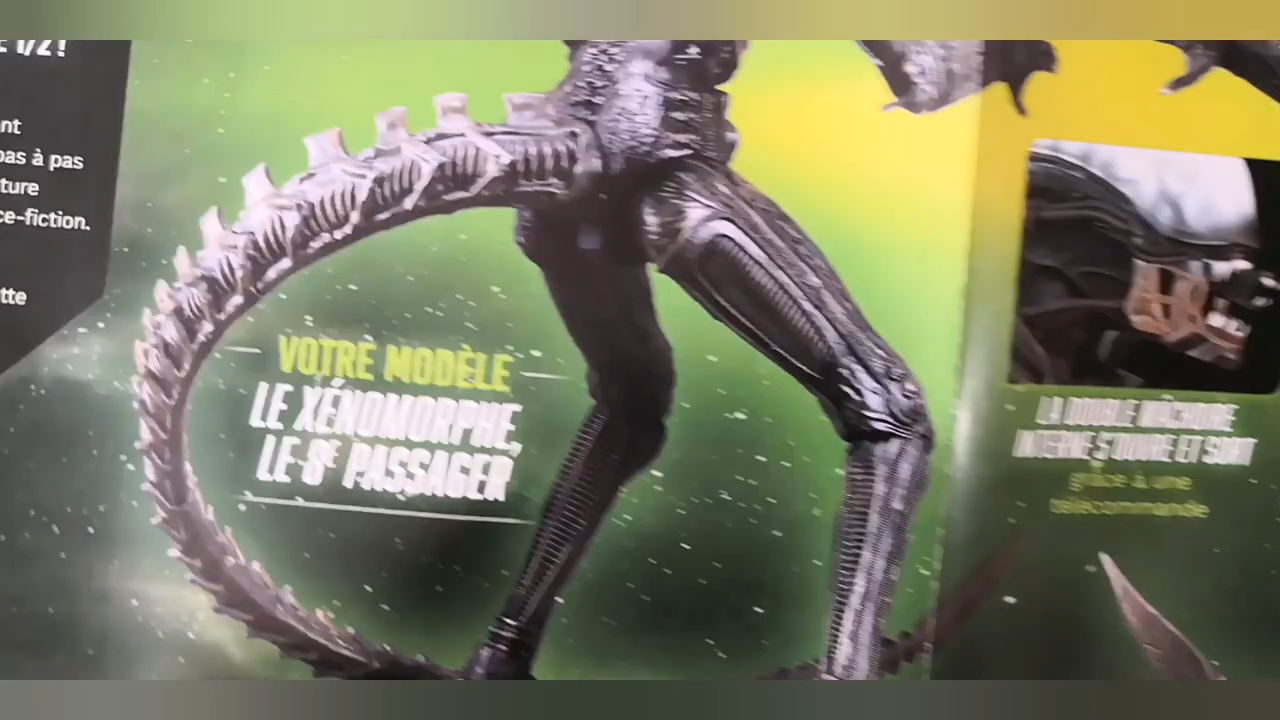 1/2 !
nt
pas à pas
ture
ce-fiction.
tte
VOTRE MODÈLE
LE XÉNOMORPHE,
LE 8E PASSAGER
LA DOUBLE MÂCHOIRE
INTERNE S'OUVRE ET SORT
grâce à une
télécommande